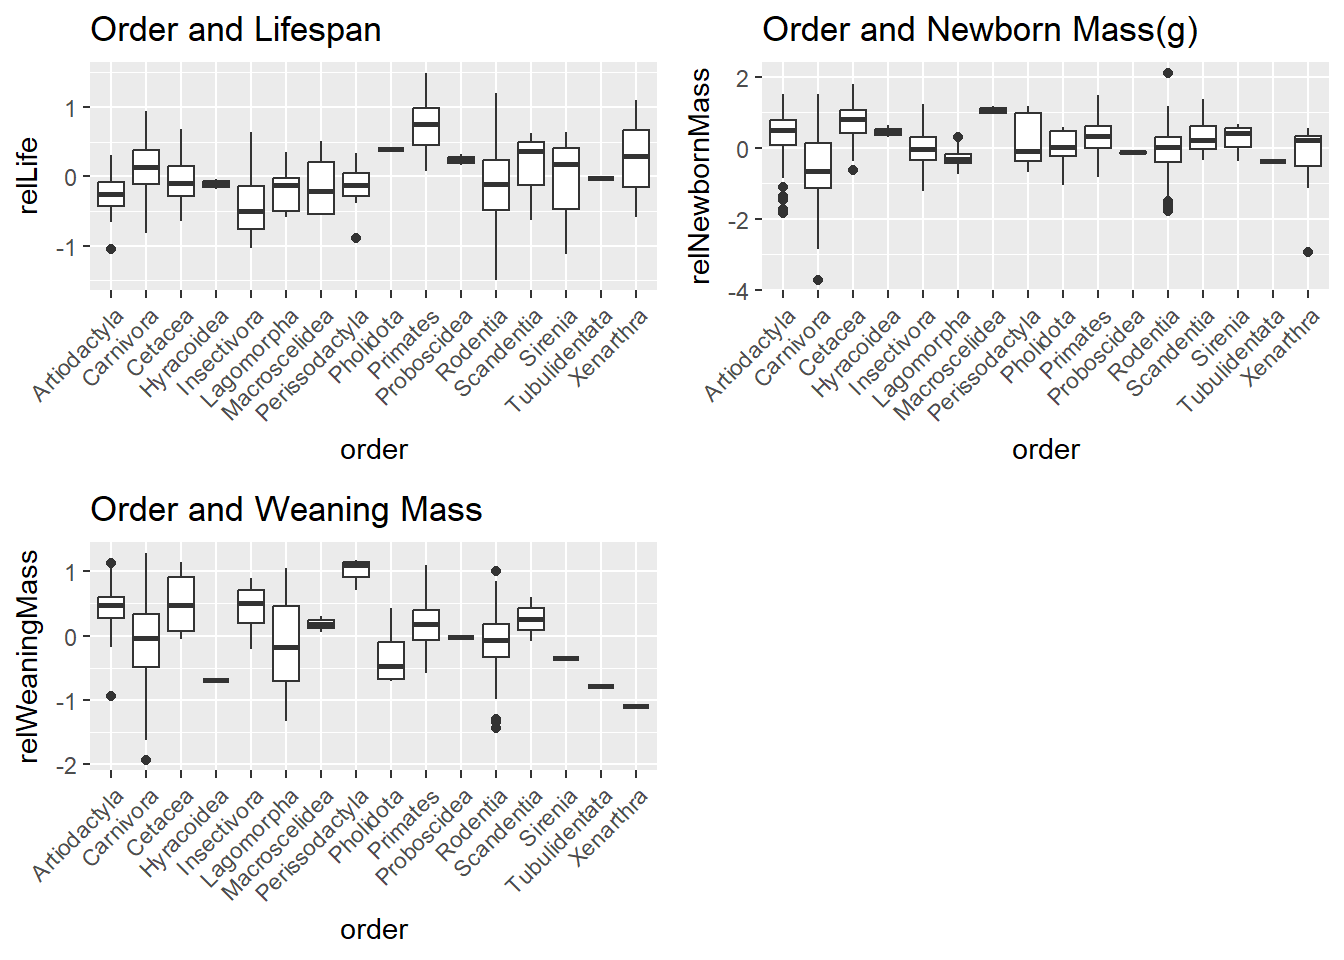 Order and Lifespan
relLife
1
0
-1
Artiodactyla
Carnivora
Cetacea
Hyracoidea
Insectivora
Lagomorpha
Macroscelidea
Perissodactyla
Pholidota
Primates
Proboscidea
Rodentia
Scandentia
Sirenia
Tubulidentata
Xenarthra
order
Order and Newborn Mass(g)
relNewbornMass
2
0
-2
-4
Artiodactyla
Carnivora
Cetacea
Hyracoidea
Insectivora
Lagomorpha
Macroscelidea
Perissodactyla
Pholidota
Primates
Proboscidea
Rodentia
Scandentia
Sirenia
Tubulidentata
Xenarthra
order
Order and Weaning Mass
relWeaningMass
1
0
-1
-2
Artiodactyla
Carnivora
Cetacea
Hyracoidea
Insectivora
Lagomorpha
Macroscelidea
Perissodactyla
Pholidota
Primates
Proboscidea
Rodentia
Scandentia
Sirenia
Tubulidentata
Xenarthra
order